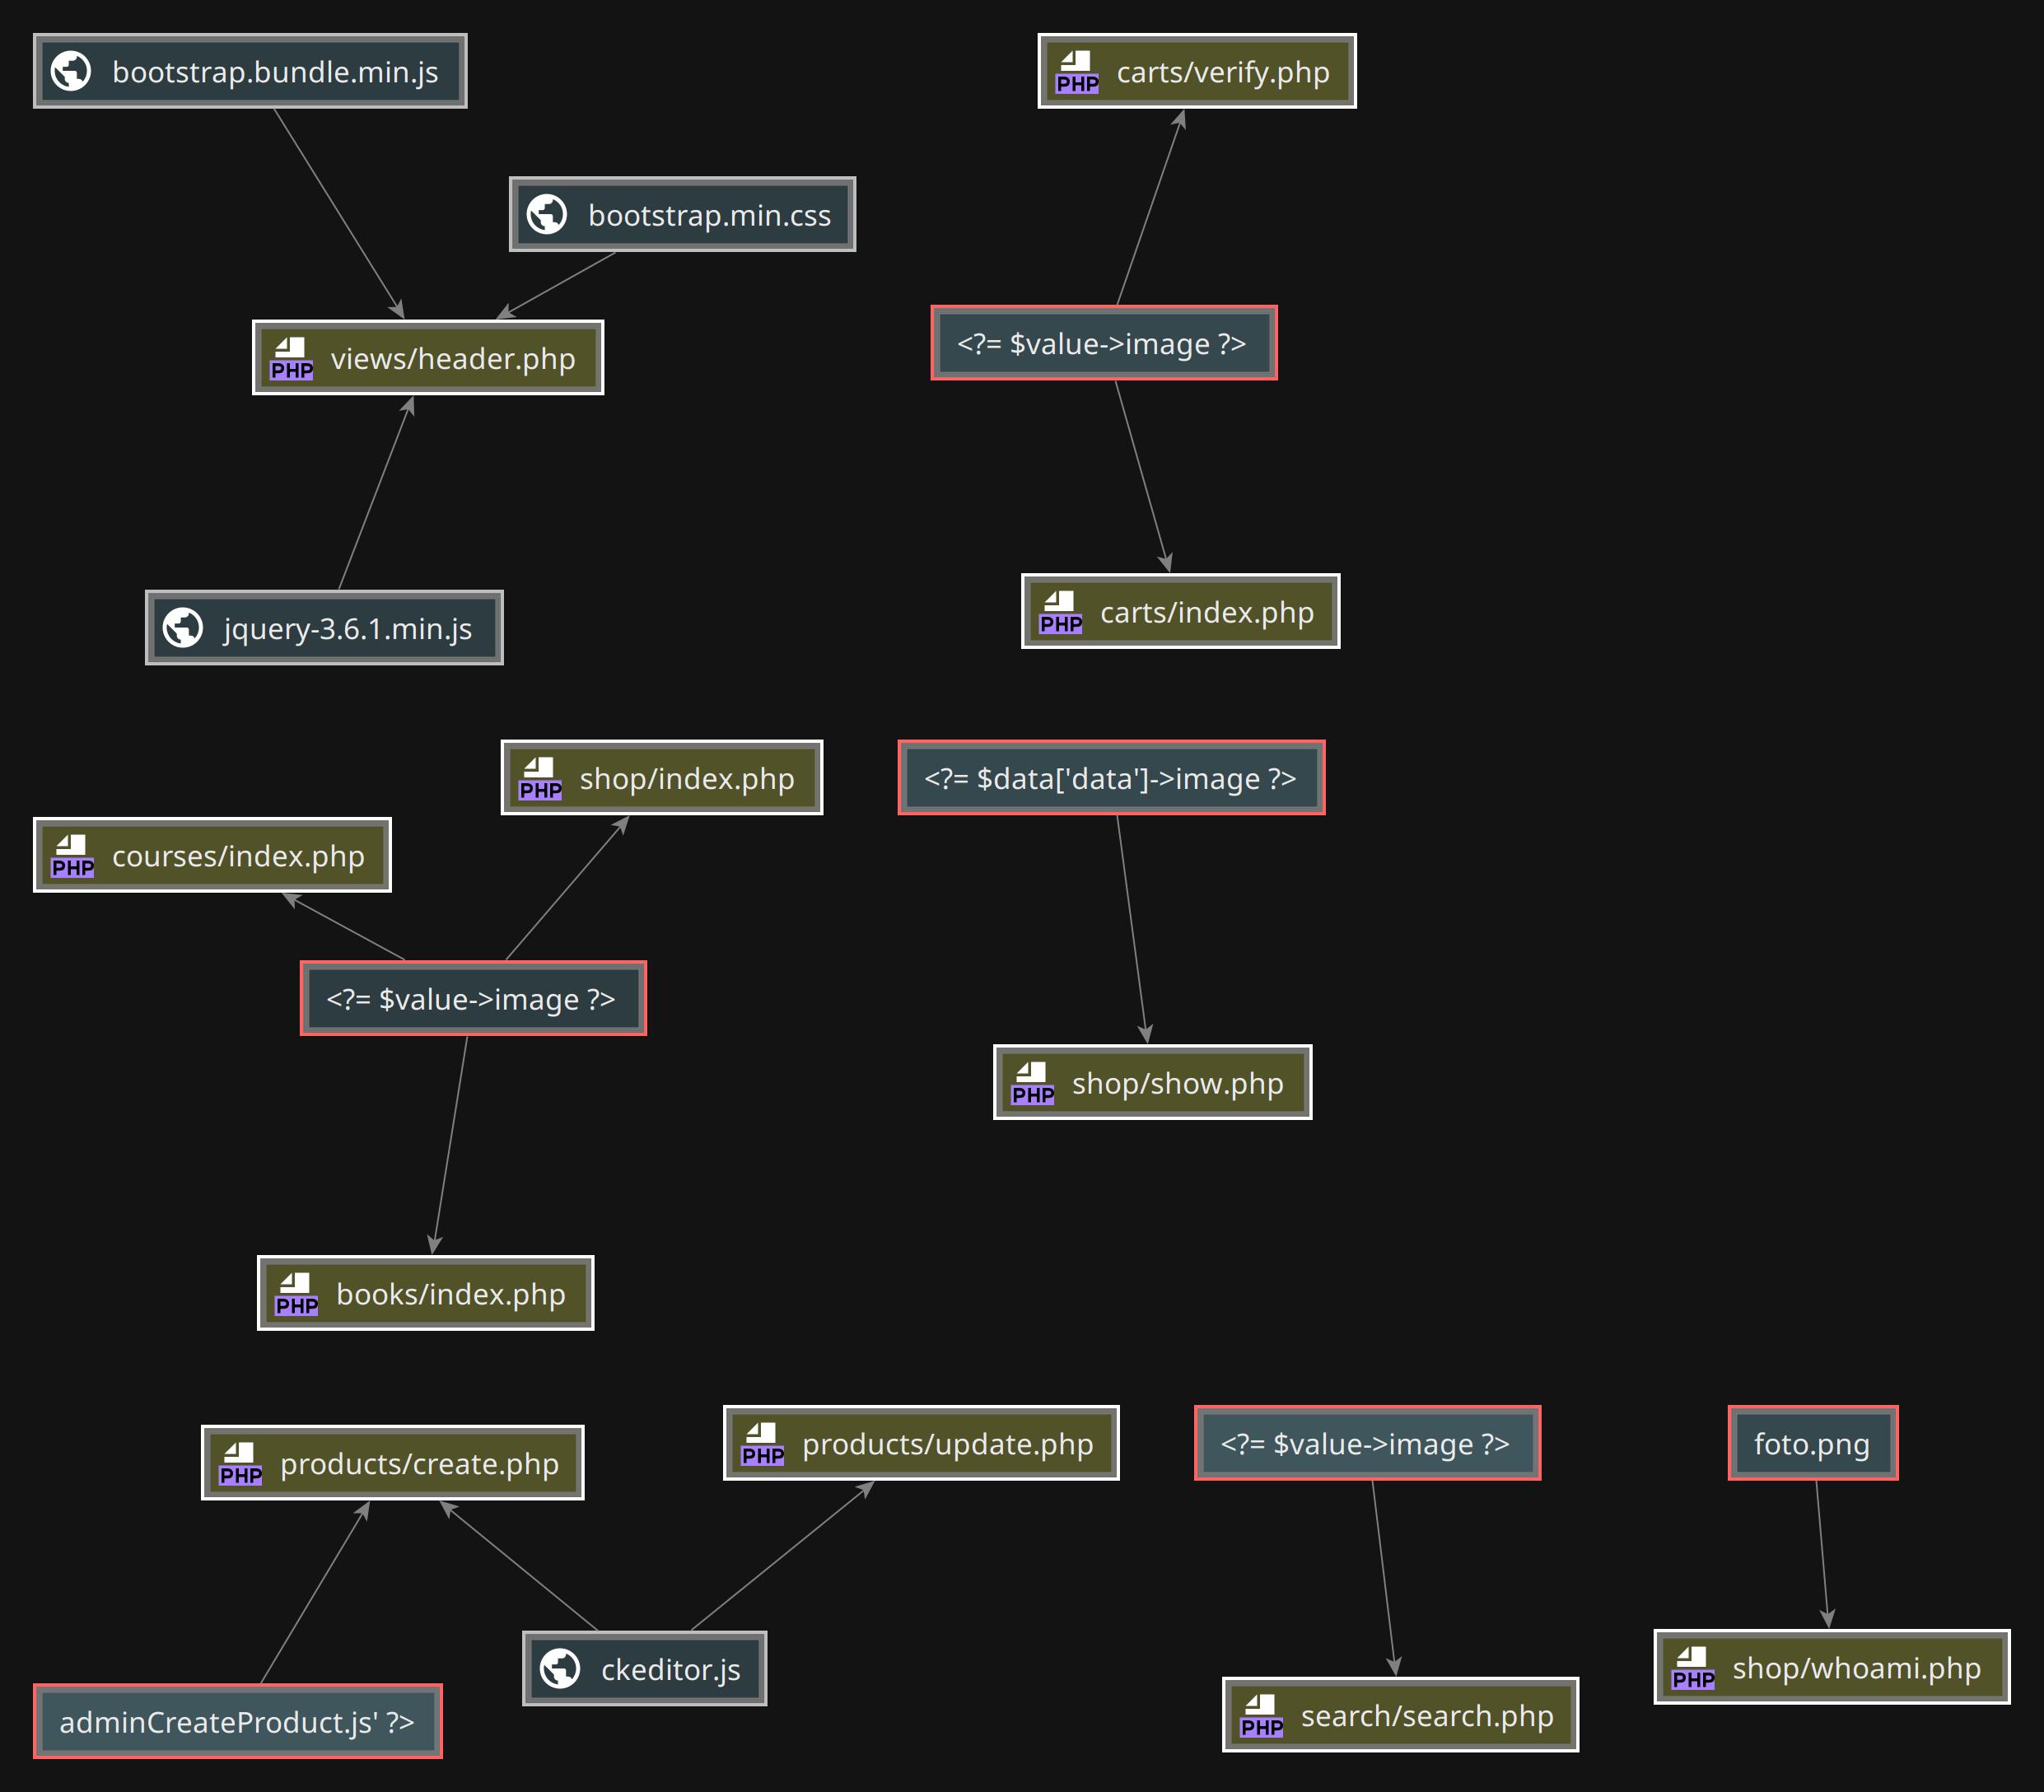 bootstrap.bundle.min.js
PHP carts/verify.php
bootstrap.min.css
PHP views/header.php
<?= $value->image ?>
jquery-3.6.1.min.js
PHP carts/index.php
PHP shop/index.php
<?= $data['data']->image ?>
PHP courses/index.php
<?= $value->image ?>
PHP shop/show.php
PHP books/index.php
PHP products/create.php
PHP products/update.php
<?= $value->image ?>
foto.png
ckeditor.js
PHP shop/whoami.php
adminCreateProduct.js' ?>
PHP search/search.php